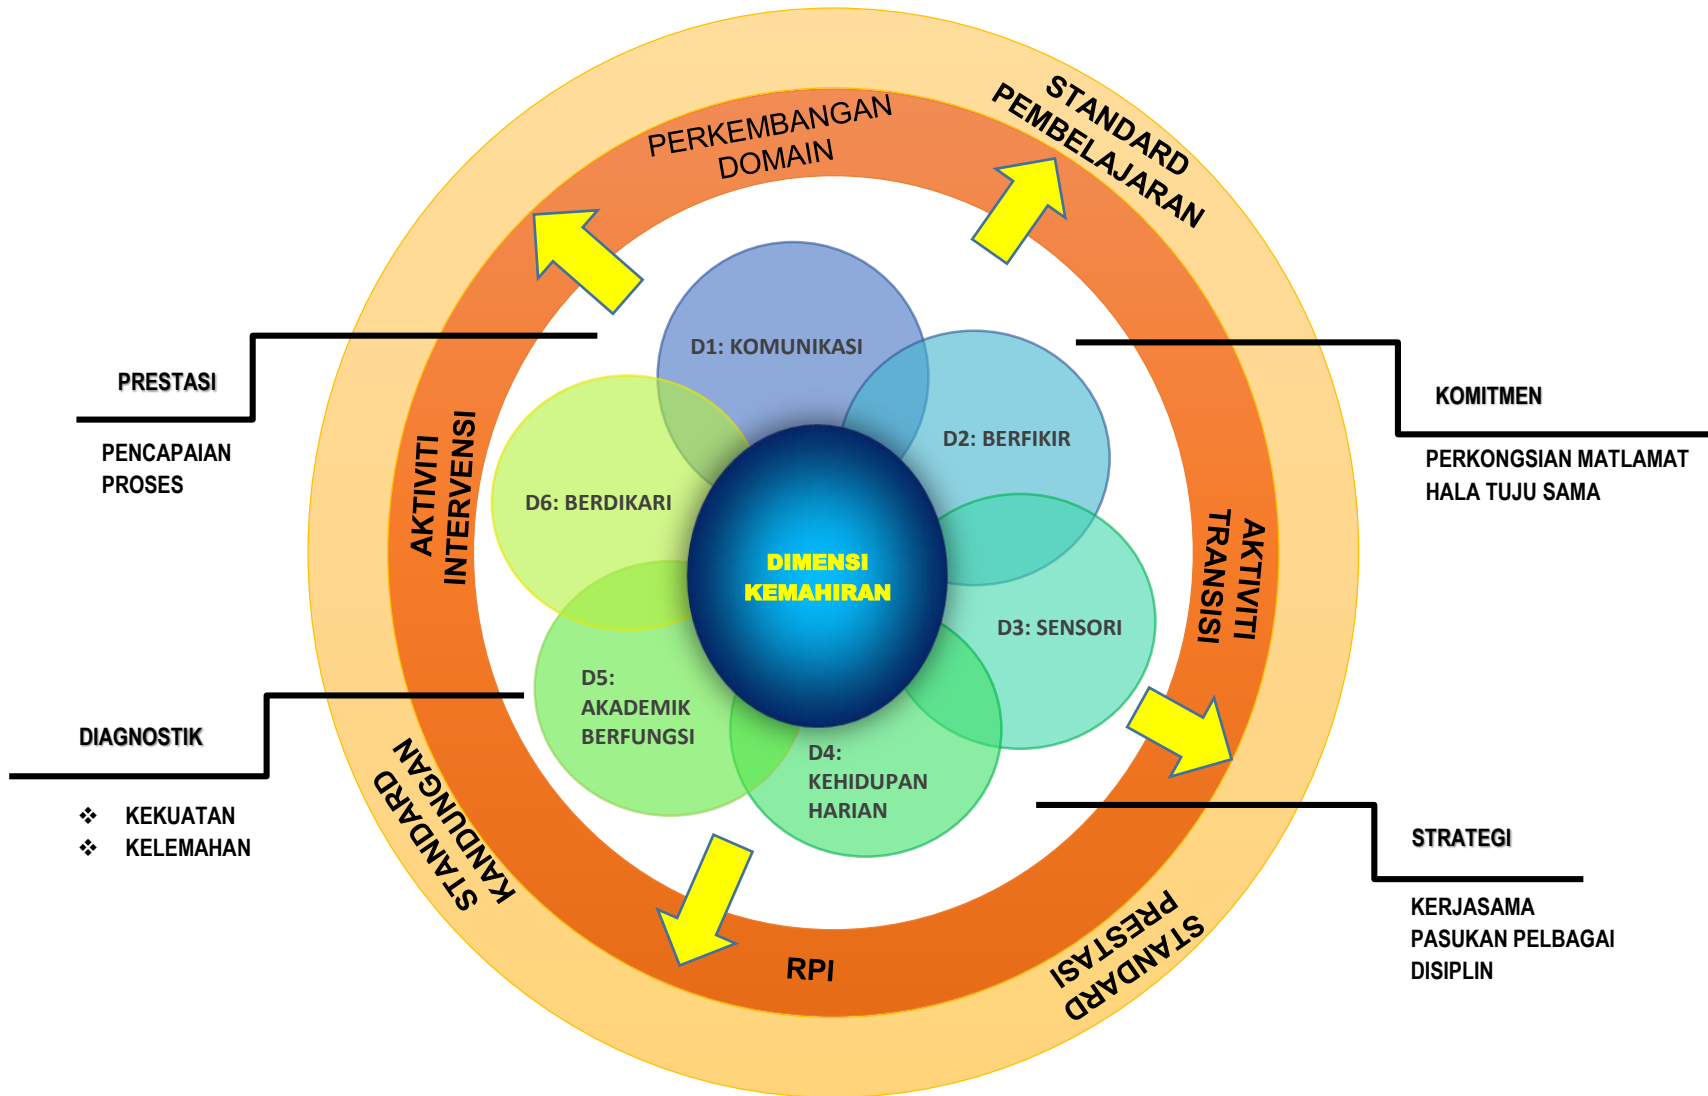 STANDARD
PEMBELAJARAN
PERKEMBANGAN
DOMAIN
D1: KOMUNIKASI
D2: BERFIKIR
D3: SENSORI
D4:
KEHIDUPAN
HARIAN
D5:
AKADEMIK
BERFUNGSI
D6: BERDIKARI
DIMENSI
KEMAHIRAN
AKTIVITI
INTERVENSI
AKTIVITI
TRANSISI
RPI
STANDARD
KANDUNGAN
STANDARD
PRESTASI
PRESTASI
PENCAPAIAN
PROSES
KOMITMEN
PERKONGSIAN MATLAMAT
HALA TUJU SAMA
DIAGNOSTIK
❖ KEKUATAN
❖ KELEMAHAN
STRATEGI
KERJASAMA
PASUKAN PELBAGAI
DISIPLIN